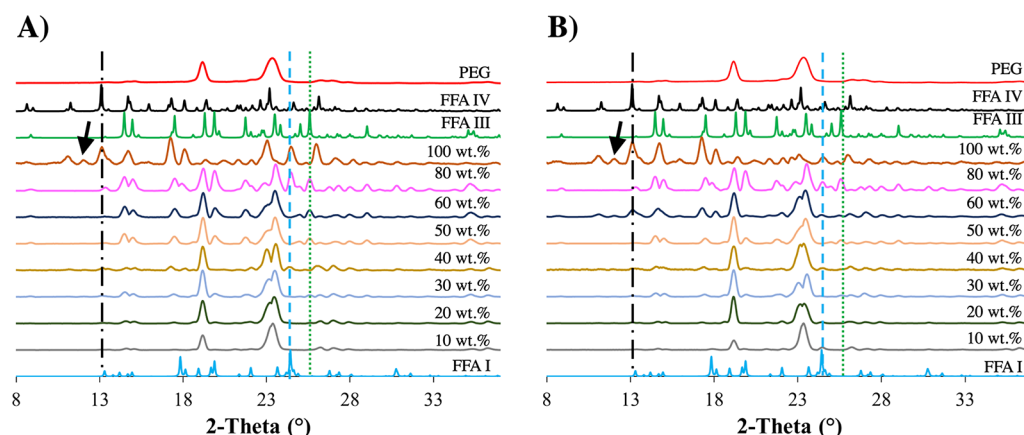 A)
PEG
FFA IV
FFA III
100 wt.%
80 wt.%
60 wt.%
50 wt.%
40 wt.%
30 wt.%
20 wt.%
10 wt.%
FFA I
8 13 18 23 28 33
2-Theta (°)
B)
PEG
FFA IV
FFA III
100 wt.%
80 wt.%
60 wt.%
50 wt.%
40 wt.%
30 wt.%
20 wt.%
10 wt.%
FFA I
8 13 18 23 28 33
2-Theta (°)